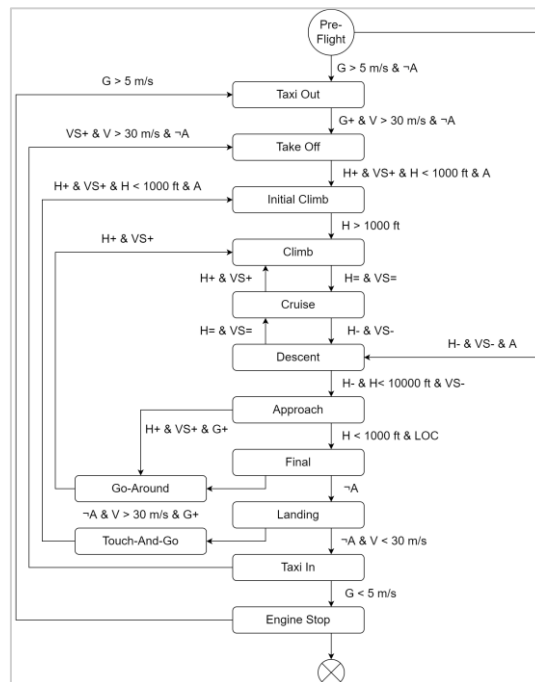 Pre-
Flight
G > 5 m/s & ¬A
G > 5 m/s
Taxi Out
G+ & V > 30 m/s & ¬A
VS+ & V > 30 m/s & ¬A
Take Off
H+ & VS+ & H < 1000 ft & A
H+ & VS+ & H < 1000 ft & A
Initial Climb
H > 1000 ft
H+ & VS+
Climb
H+ & VS+
H= & VS=
Cruise
H= & VS=
H- & VS-
H- & VS- & A
Descent
H- & H< 10000 ft & VS-
Approach
H+ & VS+ & G+
H < 1000 ft & LOC
Final
Go-Around
¬A
¬A & V > 30 m/s & G+
Landing
Touch-And-Go
¬A & V < 30 m/s
Taxi In
G < 5 m/s
Engine Stop